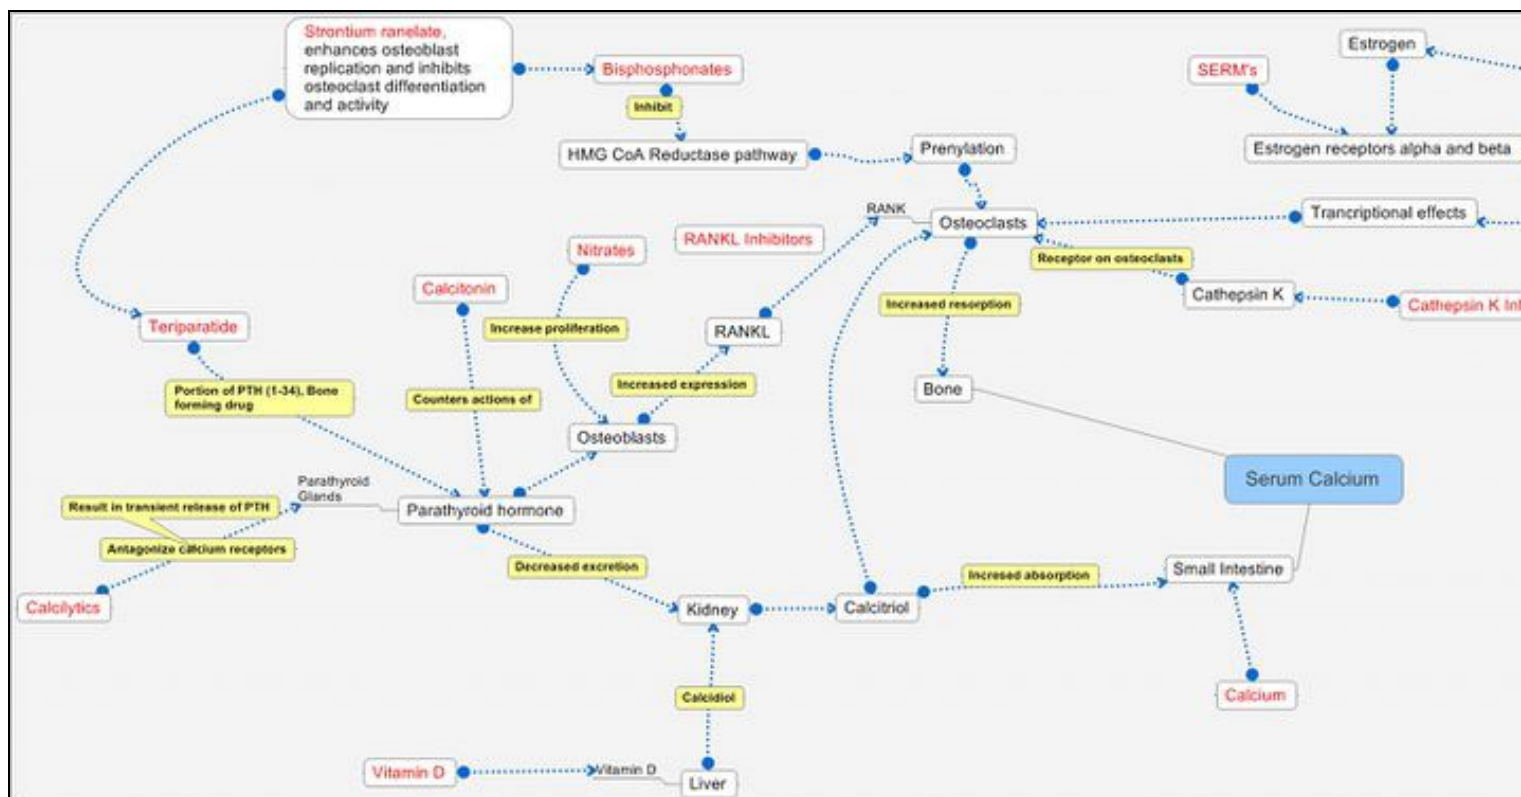 Strontium ranelate,
enhances osteoblast
replication and inhibits
osteoclast differentiation
and activity
Bisphosphonates
Inhibit
HMG CoA Reductase pathway
Prenylation
SERM's
Estrogen
Estrogen receptors alpha and beta
RANK
Osteoclasts
Trancriptional effects
Nitrates
RANKL Inhibitors
Receptor on osteoclasts
Calcitonin
Increased resorption
Cathepsin K
Cathepsin K Inl
Teriparatide
Increase proliferation
RANKL
Portion of PTH (1-34), Bone
forming drug
Counters actions of
Increased expression
Bone
Osteoblasts
Serum Calcium
Parathyroid
Glands
Result in transient release of PTH
Parathyroid hormone
Antagonize calcium receptors
Decreased excretion
Incresed absorption
Small Intestine
Calcilytics
Kidney
Calcitriol
Calcidiol
Calcium
Vitamin D
Vitamin D
Liver